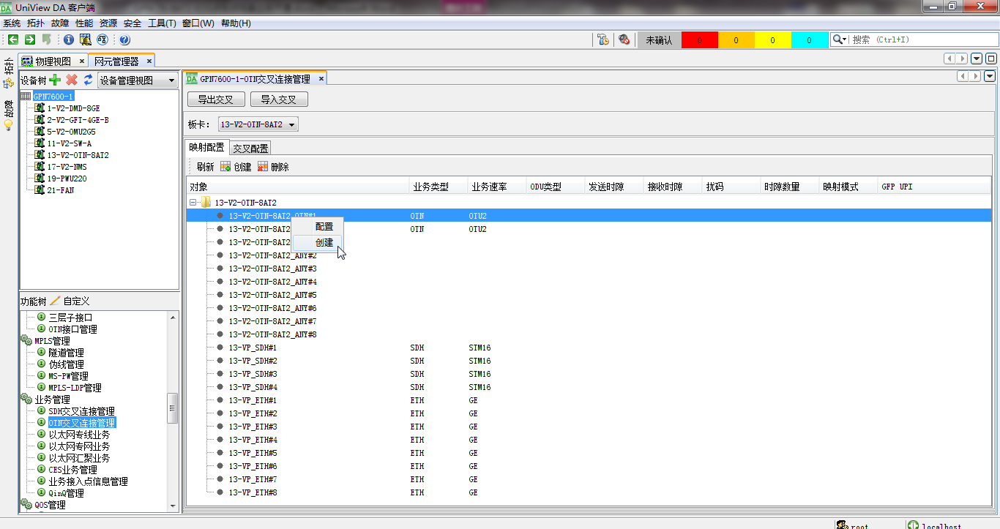 DA UniView DA 客户端
系统 拓扑 故障 性能 资源 安全 工具(T) 窗口(W) 帮助(H)
未确认 0 0 0 0 搜索 (Ctrl+I)
拓扑
故障
物理视图 × 网元管理器 ×
设备树 设备管理视图
GPN7600-1
1-V2-DMD-8GE
2-V2-GFT-4GE-B
5-V2-OMU2G5
11-V2-SW-A
13-V2-OTN-8AT2
17-V2-NMS
19-PWU220
21-FAN
功能树 自定义
三层子接口
OTN接口管理
MPLS管理
隧道管理
伪线管理
MS-PW管理
MPLS-LDP管理
业务管理
SDH交叉连接管理
OTN交叉连接管理
以太网专线业务
以太网专网业务
以太网汇聚业务
CES业务管理
业务接入点信息管理
QinQ管理
QOS管理
DA GPN7600-1-OTN交叉连接管理 ×
导出交叉 导入交叉
板卡: 13-V2-OTN-8AT2
映射配置 交叉配置
刷新 创建 删除
对象 业务类型 业务速率 ODU类型 发送时隙 接收时隙 扰码 时隙数量 映射模式 GFP UPI
13-V2-OTN-8AT2
13-V2-OTN-8AT2_OTN#1 OTN OTU2
13-V2-OTN-8AT2 OTN OTU2
13-V2-OTN-8AT2
13-V2-OTN-8AT2_ANY#2
13-V2-OTN-8AT2_ANY#3
13-V2-OTN-8AT2_ANY#4
13-V2-OTN-8AT2_ANY#5
13-V2-OTN-8AT2_ANY#6
13-V2-OTN-8AT2_ANY#7
13-V2-OTN-8AT2_ANY#8
13-VP_SDH#1 SDH STM16
13-VP_SDH#2 SDH STM16
13-VP_SDH#3 SDH STM16
13-VP_SDH#4 SDH STM16
13-VP_ETH#1 ETH GE
13-VP_ETH#2 ETH GE
13-VP_ETH#3 ETH GE
13-VP_ETH#4 ETH GE
13-VP_ETH#5 ETH GE
13-VP_ETH#6 ETH GE
13-VP_ETH#7 ETH GE
13-VP_ETH#8 ETH GE
配置
创建
root localhost